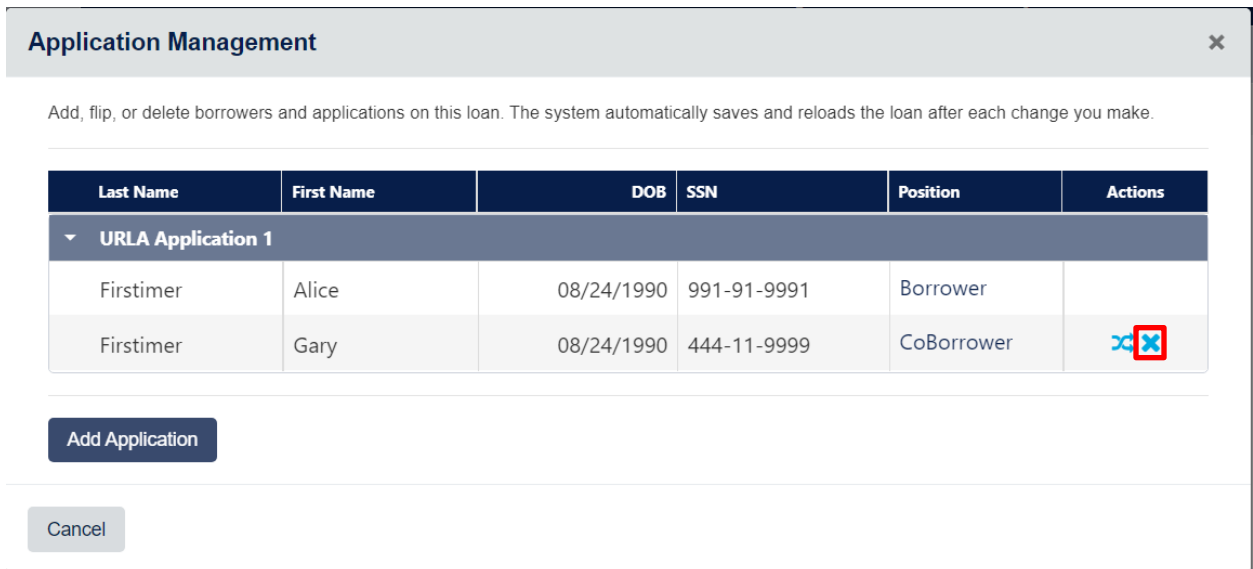 Application Management
Add, flip, or delete borrowers and applications on this loan. The system automatically saves and reloads the loan after each change you make.
Last Name First Name DOB SSN Position Actions
URLA Application 1
Firstimer Alice 08/24/1990 991-91-9991 Borrower
Firstimer Gary 08/24/1990 444-11-9999 CoBorrower
Add Application
Cancel